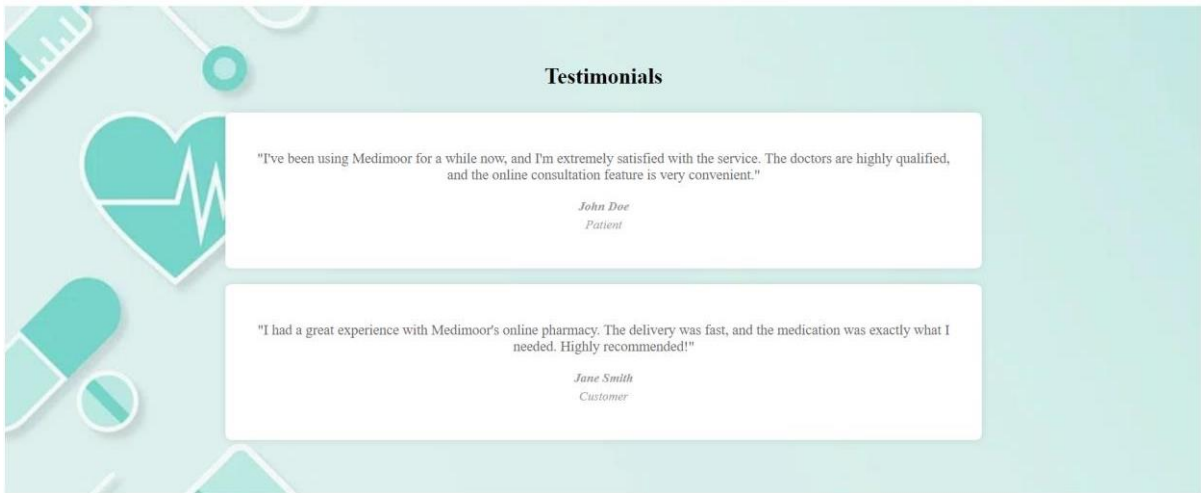 Testimonials
"I've been using Medimoor for a while now, and I'm extremely satisfied with the service. The doctors are highly qualified,
and the online consultation feature is very convenient."
John Doe
Patient
"I had a great experience with Medimoor's online pharmacy. The delivery was fast, and the medication was exactly what I
needed. Highly recommended!"
Jane Smith
Customer